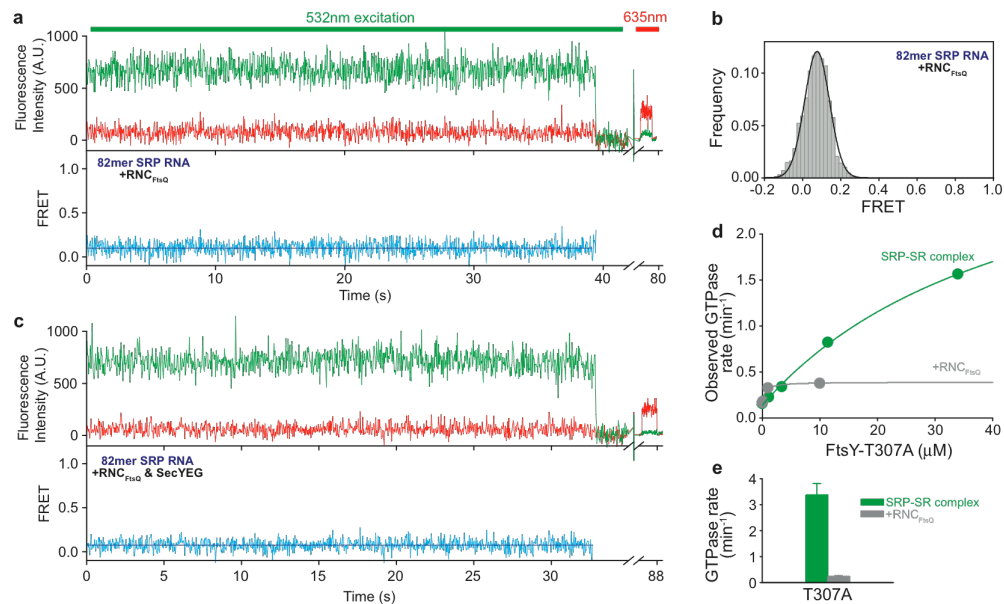 a
532nm excitation
635nm
Fluorescence
Intensity (A.U.)
1000
500
0
82mer SRP RNA
+RNC_FtsQ
FRET
1.0
0.5
0.0
0 10 20 30 40 80
Time (s)
b
82mer SRP RNA
+RNC_FtsQ
Frequency
0.10
0.05
0.00
-0.2 0.0 0.2 0.4 0.6 0.8 1.0
FRET
c
Fluorescence
Intensity (A.U.)
1000
500
0
82mer SRP RNA
+RNC_FtsQ & SecYEG
FRET
1.0
0.5
0.0
0 5 10 15 20 25 30 88
Time (s)
d
SRP-SR complex
+RNC_FtsQ
Observed GTPase
rate (min⁻¹)
2.0
1.5
1.0
0.5
0.0
0 10 20 30 40
FtsY-T307A (μM)
e
GTPase rate
(min⁻¹)
4
3
2
1
0
SRP-SR complex
+RNC_FtsQ
T307A